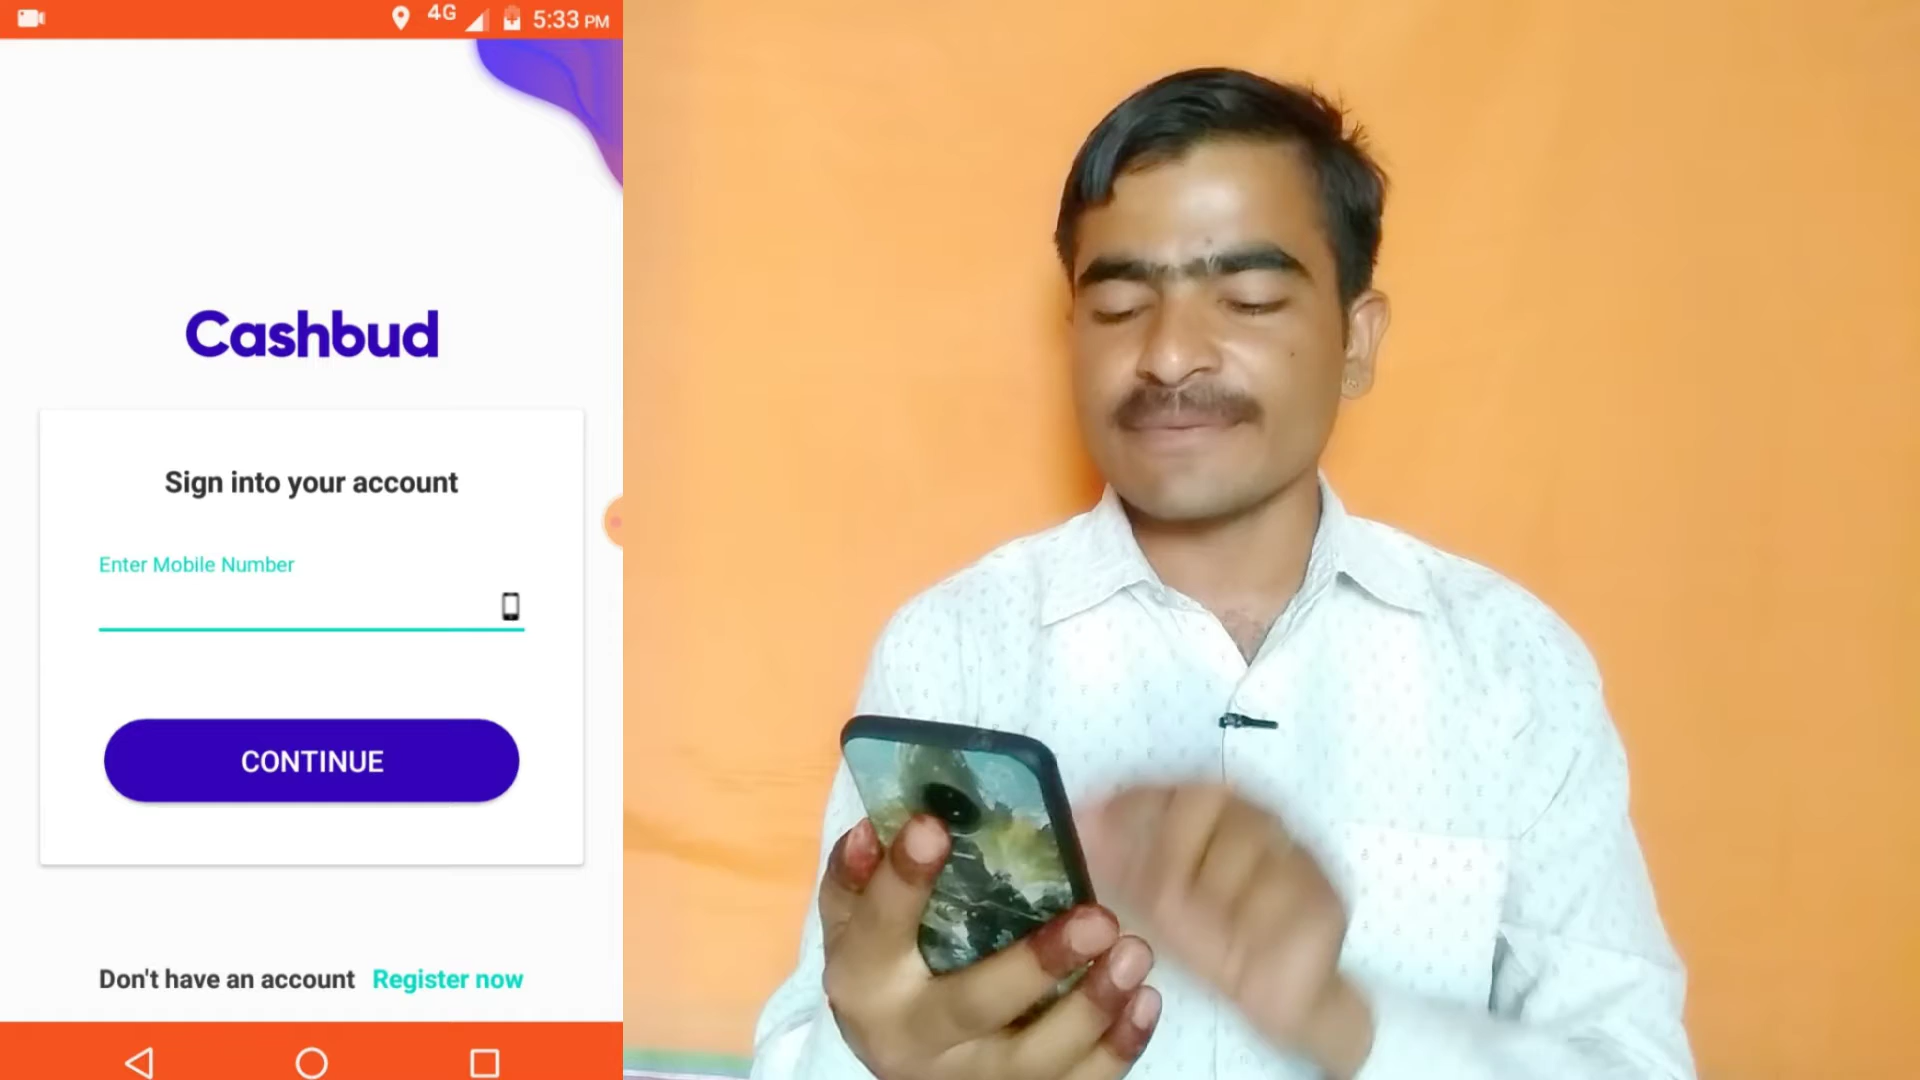 4G 5:33 PM
Cashbud
Sign into your account
Enter Mobile Number
CONTINUE
Don't have an account Register now